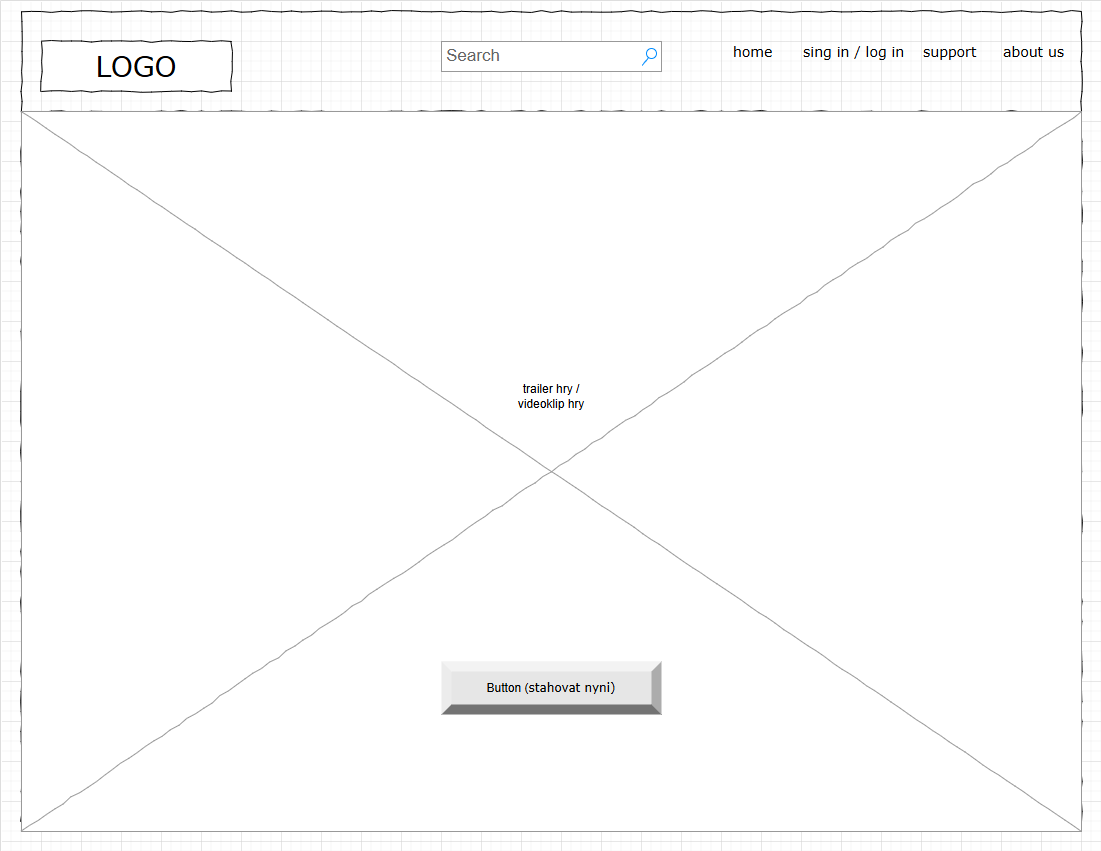 LOGO
Search
home
sing in / log in
support
about us
trailer hry /
videoklip hry
Button (stahovat nyni)